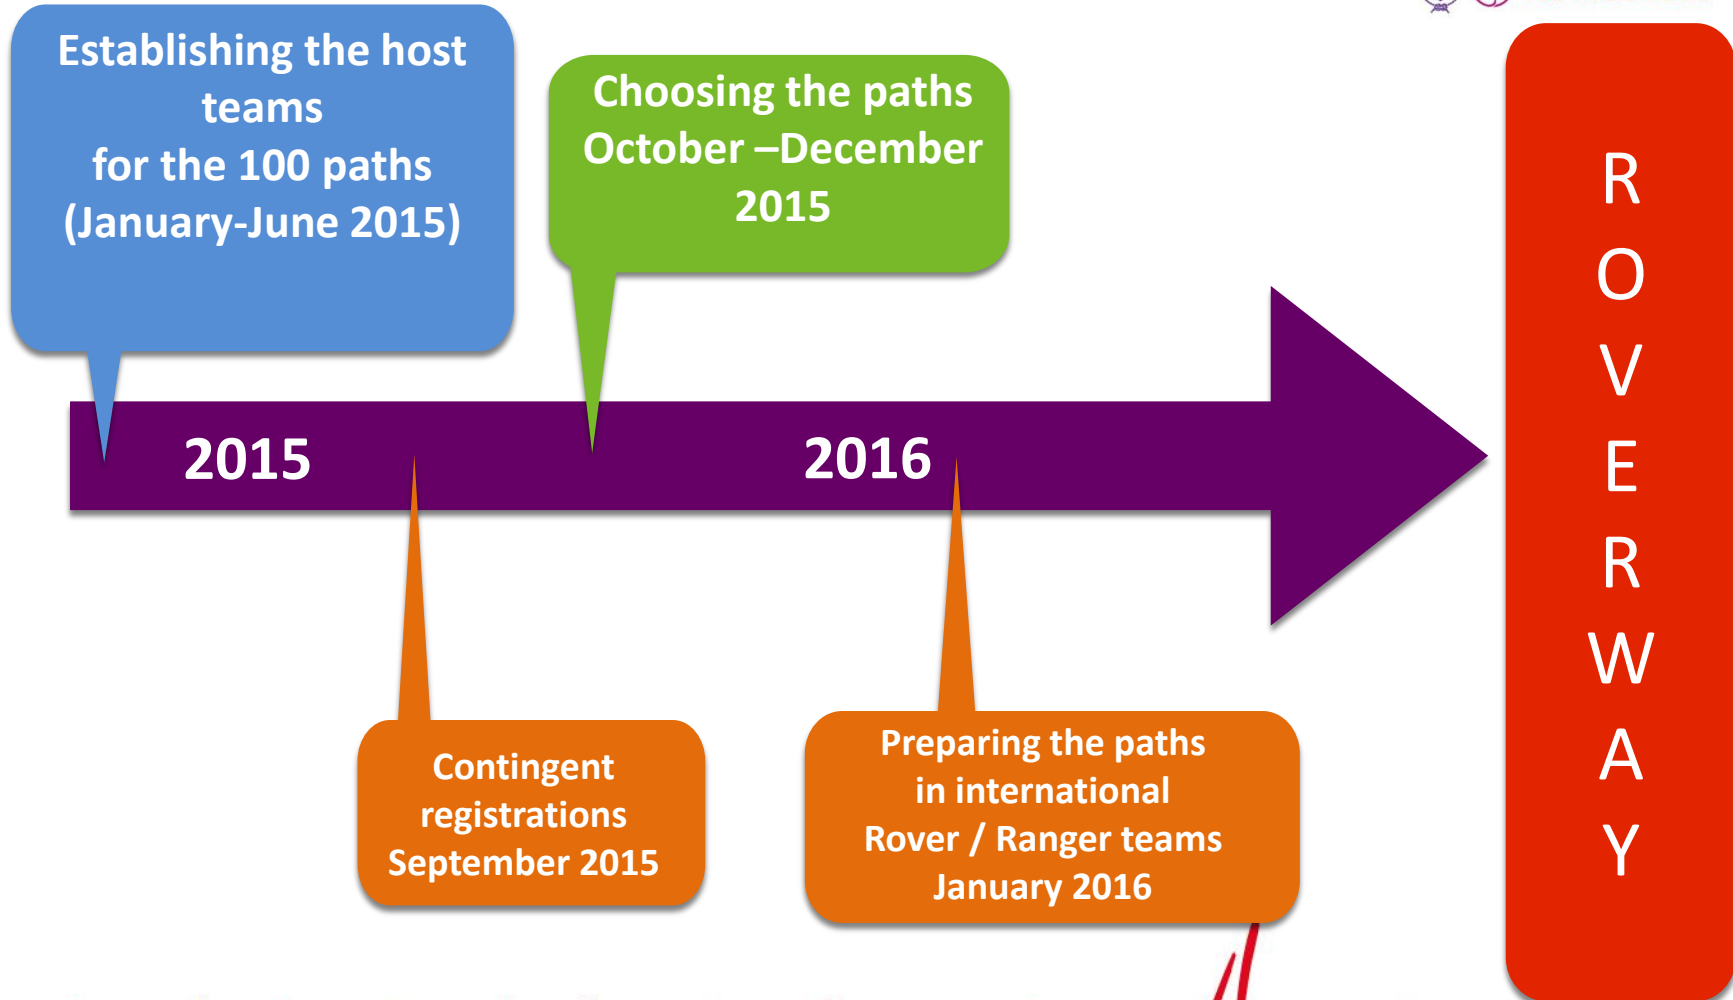 Establishing the host
teams
for the 100 paths
(January-June 2015)
Choosing the paths
October –December
2015
2015
2016
Contingent
registrations
September 2015
Preparing the paths
in international
Rover / Ranger teams
January 2016
R
O
V
E
R
W
A
Y